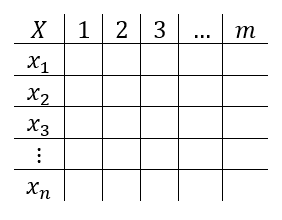 X 1 2 3 ... m
x₁
x₂
x₃
⋮
xₙ